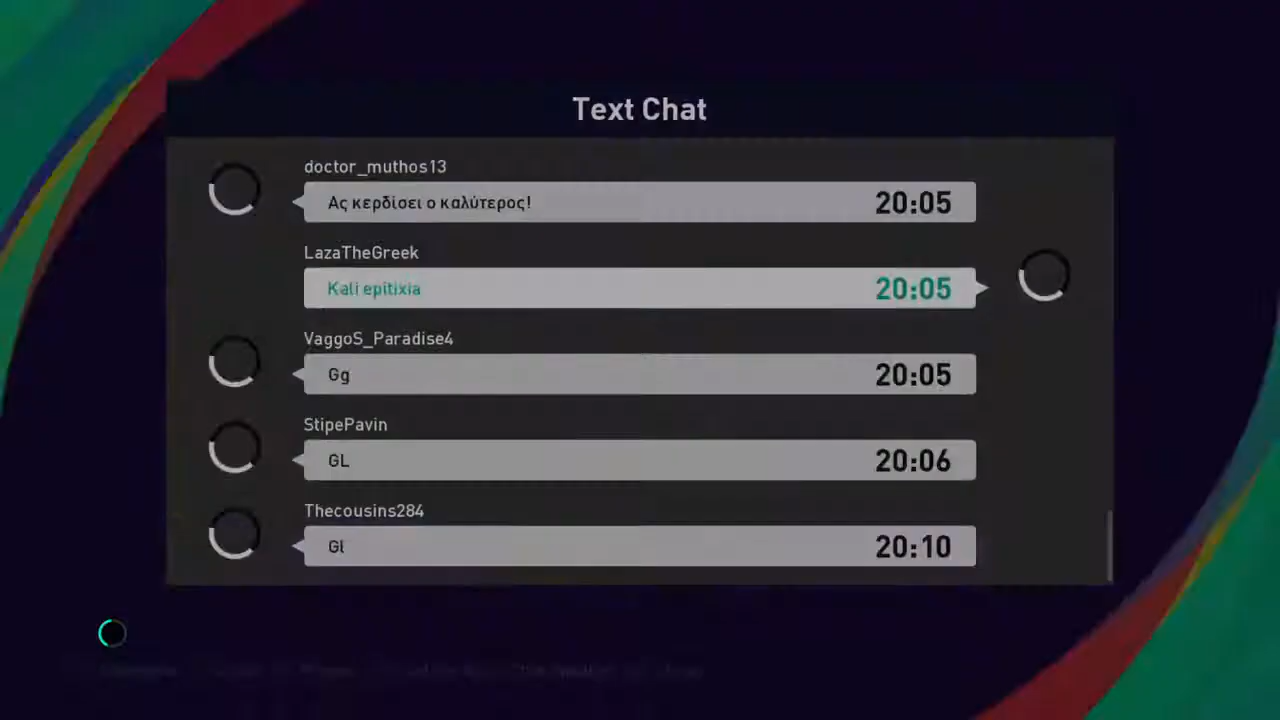 Text Chat
doctor_muthos13
Ας κερδίσει ο καλύτερος!
20:05
LazaTheGreek
Kali epitixia
20:05
VaggoS_Paradise4
Gg
20:05
StipePavin
GL
20:06
Thecousins284
Gl
20:10